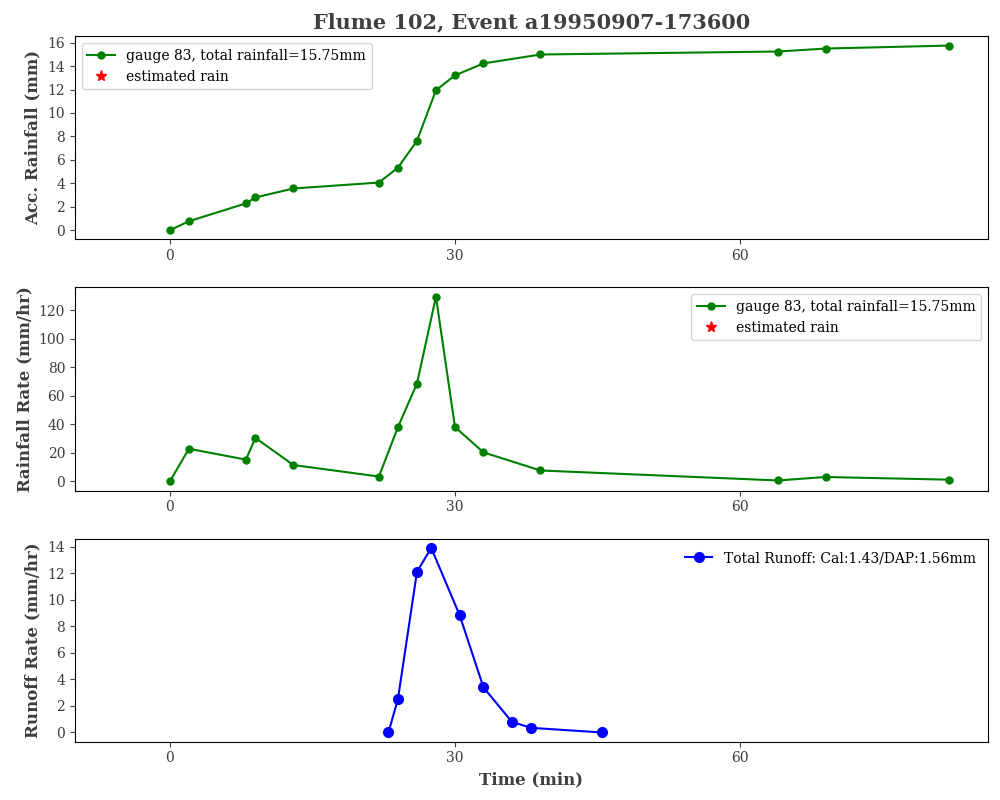 Flume 102, Event a19950907-173600
Acc. Rainfall (mm)
16
14
12
10
8
6
4
2
0
gauge 83, total rainfall=15.75mm
estimated rain
0 30 60
Rainfall Rate (mm/hr)
120
100
80
60
40
20
0
gauge 83, total rainfall=15.75mm
estimated rain
0 30 60
Runoff Rate (mm/hr)
14
12
10
8
6
4
2
0
Total Runoff: Cal:1.43/DAP:1.56mm
0 30 60
Time (min)